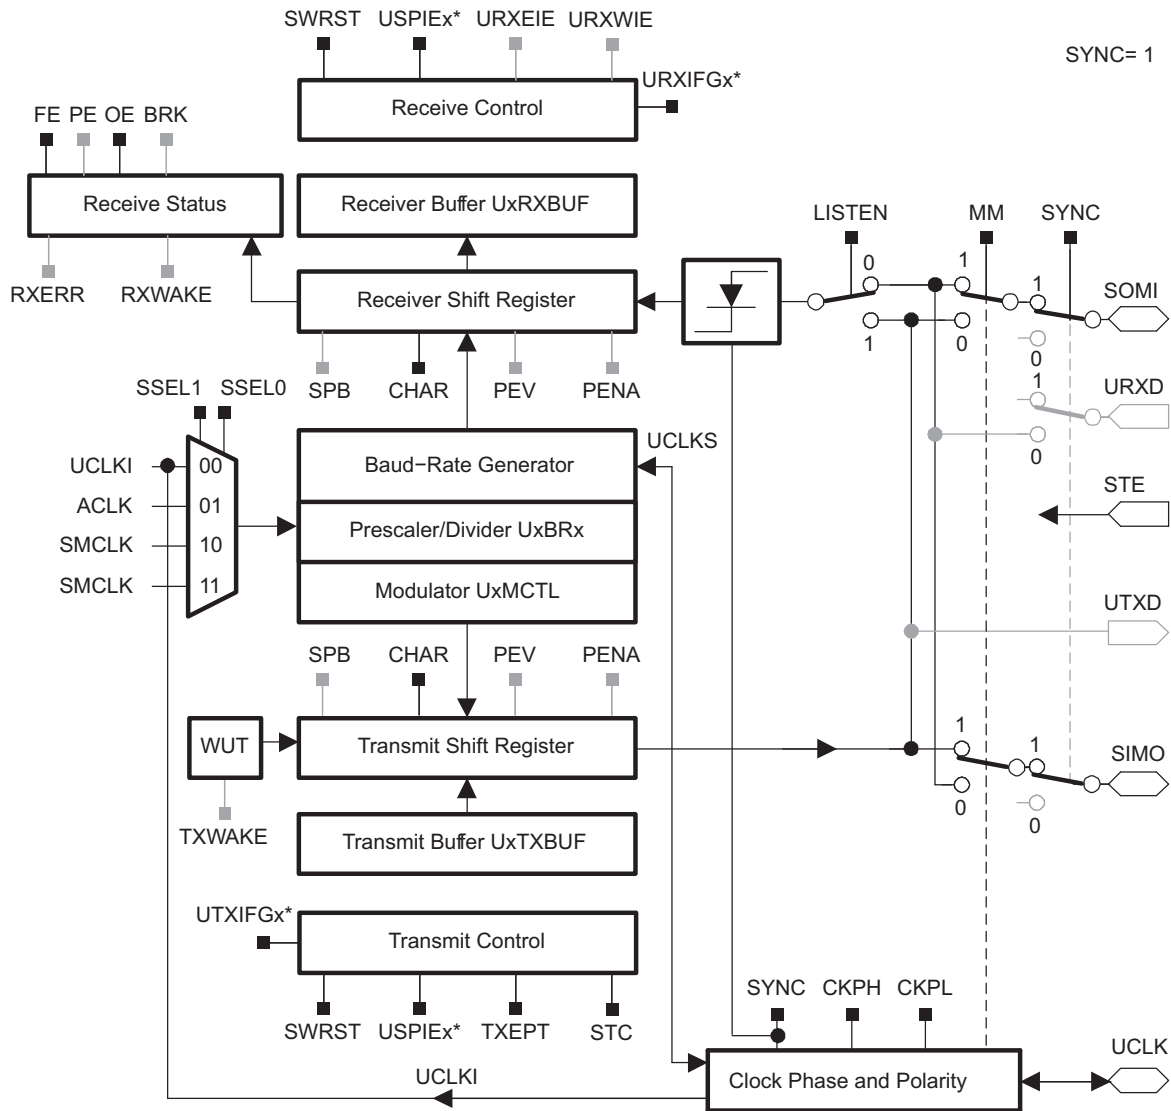 SWRST USPIEx* URXEIE URXWIE
SYNC= 1
URXIFGx*
Receive Control
FE PE OE BRK
Receive Status
Receiver Buffer UxRXBUF
LISTEN MM SYNC
RXERR RXWAKE
Receiver Shift Register
0 1 1
SOMI
1 0 0
SPB CHAR PEV PENA
SSEL1 SSEL0
1
URXD
0
UCLKS
UCLKI 00
ACLK 01
SMCLK 10
SMCLK 11
Baud−Rate Generator
Prescaler/Divider UxBRx
Modulator UxMCTL
STE
UTXD
SPB CHAR PEV PENA
WUT
Transmit Shift Register
1 1
SIMO
0 0
TXWAKE
Transmit Buffer UxTXBUF
UTXIFGx*
Transmit Control
SWRST USPIEx* TXEPT STC
SYNC CKPH CKPL
UCLK
Clock Phase and Polarity
UCLKI